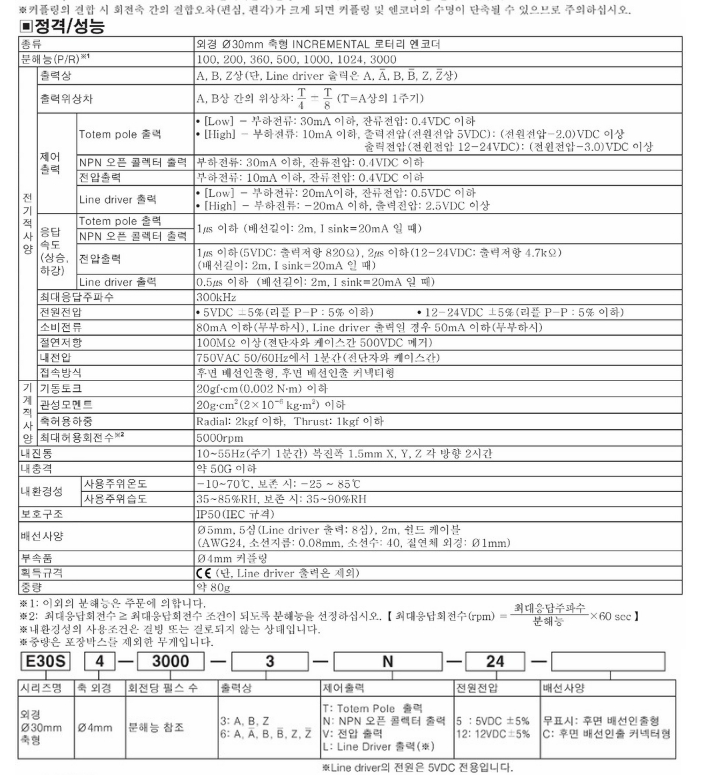 ※커플링의 결합 시 회전축 간의 결합오차(편심, 편각)가 크게 되면 커플링 및 엔코더의 수명이 단축될 수 있으므로 주의하십시오.
▣정격/성능
종류 외경 Ø30mm 축형 INCREMENTAL 로터리 엔코더
분해능(P/R)※1 100, 200, 360, 500, 1000, 1024, 3000
전기적사양
출력상 A, B, Z상(단, Line driver 출력은 A, A̅, B, B̅, Z, Z̅상)
출력위상차 A, B상 간의 위상차: T/4 ± T/8 (T=A상의 1주기)
제어출력
Totem pole 출력 • [Low] - 부하전류: 30mA 이하, 잔류전압: 0.4VDC 이하
• [High] - 부하전류: 10mA 이하, 출력전압(전원전압 5VDC): (전원전압-2.0)VDC 이상
출력전압(전원전압 12-24VDC): (전원전압-3.0)VDC 이상
NPN 오픈 콜렉터 출력 부하전류: 30mA 이하, 잔류전압: 0.4VDC 이하
전압출력 부하전류: 10mA 이하, 잔류전압: 0.4VDC 이하
Line driver 출력 • [Low] - 부하전류: 20mA이하, 잔류전압: 0.5VDC 이하
• [High] - 부하전류: -20mA 이하, 출력전압: 2.5VDC 이상
응답속도(상승, 하강)
Totem pole 출력
NPN 오픈 콜렉터 출력 1㎲ 이하 (배선길이: 2m, I sink=20mA 일 때)
전압출력 1㎲ 이하(5VDC: 출력저항 820Ω), 2㎲ 이하(12-24VDC: 출력저항 4.7kΩ)
(배선길이: 2m, I sink=20mA 일 때)
Line driver 출력 0.5㎲ 이하 (배선길이: 2m, I sink=20mA 일 때)
최대응답주파수 300kHz
전원전압 • 5VDC ±5%(리플 P-P : 5% 이하) • 12-24VDC ±5%(리플 P-P : 5% 이하)
소비전류 80mA 이하(무부하시), Line driver 출력일 경우 50mA 이하(무부하시)
절연저항 100MΩ 이상(전단자와 케이스간 500VDC 메거)
내전압 750VAC 50/60Hz에서 1분간(전단자와 케이스간)
접속방식 후면 배선인출형, 후면 배선인출 커넥터형
기계적사양
기동토크 20gf·cm(0.002 N·m) 이하
관성모멘트 20g·cm²(2×10⁻⁶ kg·m²) 이하
축허용하중 Radial: 2kgf 이하, Thrust: 1kgf 이하
최대허용회전수※2 5000rpm
내진동 10~55Hz(주기 1분간) 복진폭 1.5mm X, Y, Z 각 방향 2시간
내충격 약 50G 이하
내환경성
사용주위온도 -10~70℃, 보존 시: -25 ~ 85℃
사용주위습도 35~85%RH, 보존 시: 35~90%RH
보호구조 IP50(IEC 규격)
배선사양 Ø5mm, 5심(Line driver 출력: 8심), 2m, 쉴드 케이블
(AWG24, 소선지름: 0.08mm, 소선수: 40, 절연체 외경: Ø1mm)
부속품 Ø4mm 커플링
획득규격 CE (단, Line driver 출력은 제외)
중량 약 80g
※1: 이외의 분해능은 주문에 의합니다.
※2: 최대허용회전수 ≥ 최대응답회전수 조건이 되도록 분해능을 선정하십시오. 【 최대응답회전수(rpm) = 최대응답주파수/분해능 ×60 sec 】
※내환경성의 사용조건은 결빙 또는 결로되지 않는 상태입니다.
※중량은 포장박스를 제외한 무게입니다.
E30S 4 - 3000 - 3 - N - 24 -
시리즈명 축 외경 회전당 펄스 수 출력상 제어출력 전원전압 배선사양
외경 Ø30mm 축형
Ø4mm
분해능 참조
3: A, B, Z
6: A, A̅, B, B̅, Z, Z̅
T: Totem Pole 출력
N: NPN 오픈 콜렉터 출력
V: 전압 출력
L: Line Driver 출력(※)
5 : 5VDC ±5%
12: 12VDC±5%
무표시: 후면 배선인출형
C: 후면 배선인출 커넥터형
※Line driver의 전원은 5VDC 전용입니다.